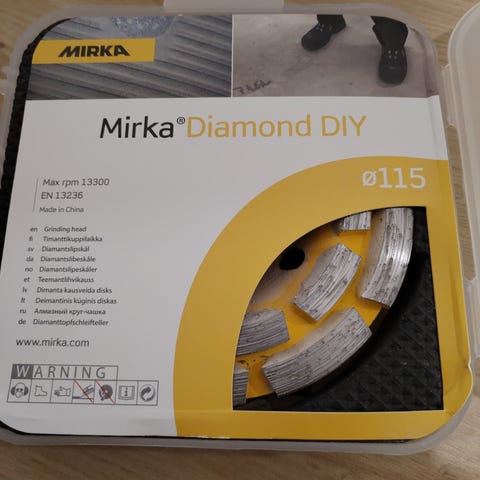 MIRKA
Mirka® Diamond DIY
ø115
Max rpm 13300
EN 13236
Made in China
en Grinding head
fi Timanttikuppilaikka
sv Diamantslipskål
da Diamantslibeskåle
no Diamantslipeskåler
et Teemantlihvikauss
lv Dimanta kausveida disks
lt Deimantinis kūginis diskas
ru Алмазный круг-чашка
de Diamanttopfschleifteller
www.mirka.com
WARNING